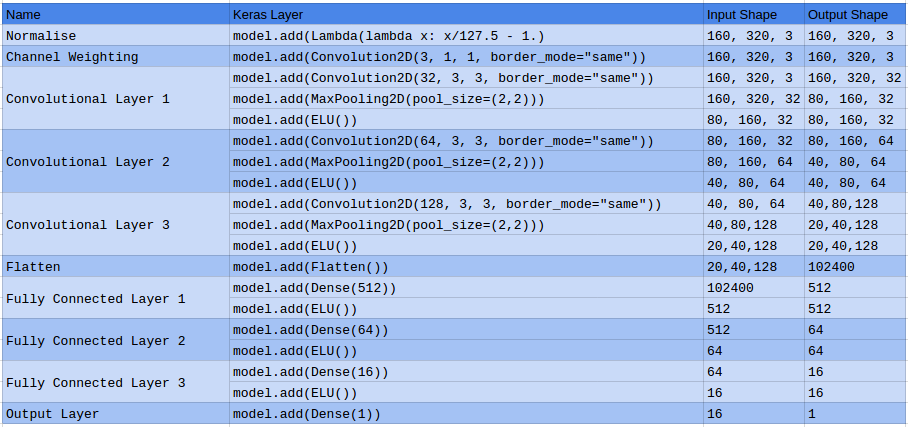 Name Keras Layer Input Shape Output Shape
Normalise model.add(Lambda(lambda x: x/127.5 - 1.) 160, 320, 3 160, 320, 3
Channel Weighting model.add(Convolution2D(3, 1, 1, border_mode="same")) 160, 320, 3 160, 320, 3
Convolutional Layer 1 model.add(Convolution2D(32, 3, 3, border_mode="same")) 160, 320, 3 160, 320, 32
model.add(MaxPooling2D(pool_size=(2,2))) 160, 320, 32 80, 160, 32
model.add(ELU()) 80, 160, 32 80, 160, 32
Convolutional Layer 2 model.add(Convolution2D(64, 3, 3, border_mode="same")) 80, 160, 32 80, 160, 64
model.add(MaxPooling2D(pool_size=(2,2))) 80, 160, 64 40, 80, 64
model.add(ELU()) 40, 80, 64 40, 80, 64
Convolutional Layer 3 model.add(Convolution2D(128, 3, 3, border_mode="same")) 40, 80, 64 40,80,128
model.add(MaxPooling2D(pool_size=(2,2))) 40,80,128 20,40,128
model.add(ELU()) 20,40,128 20,40,128
Flatten model.add(Flatten()) 20,40,128 102400
Fully Connected Layer 1 model.add(Dense(512)) 102400 512
model.add(ELU()) 512 512
Fully Connected Layer 2 model.add(Dense(64)) 512 64
model.add(ELU()) 64 64
Fully Connected Layer 3 model.add(Dense(16)) 64 16
model.add(ELU()) 16 16
Output Layer model.add(Dense(1)) 16 1